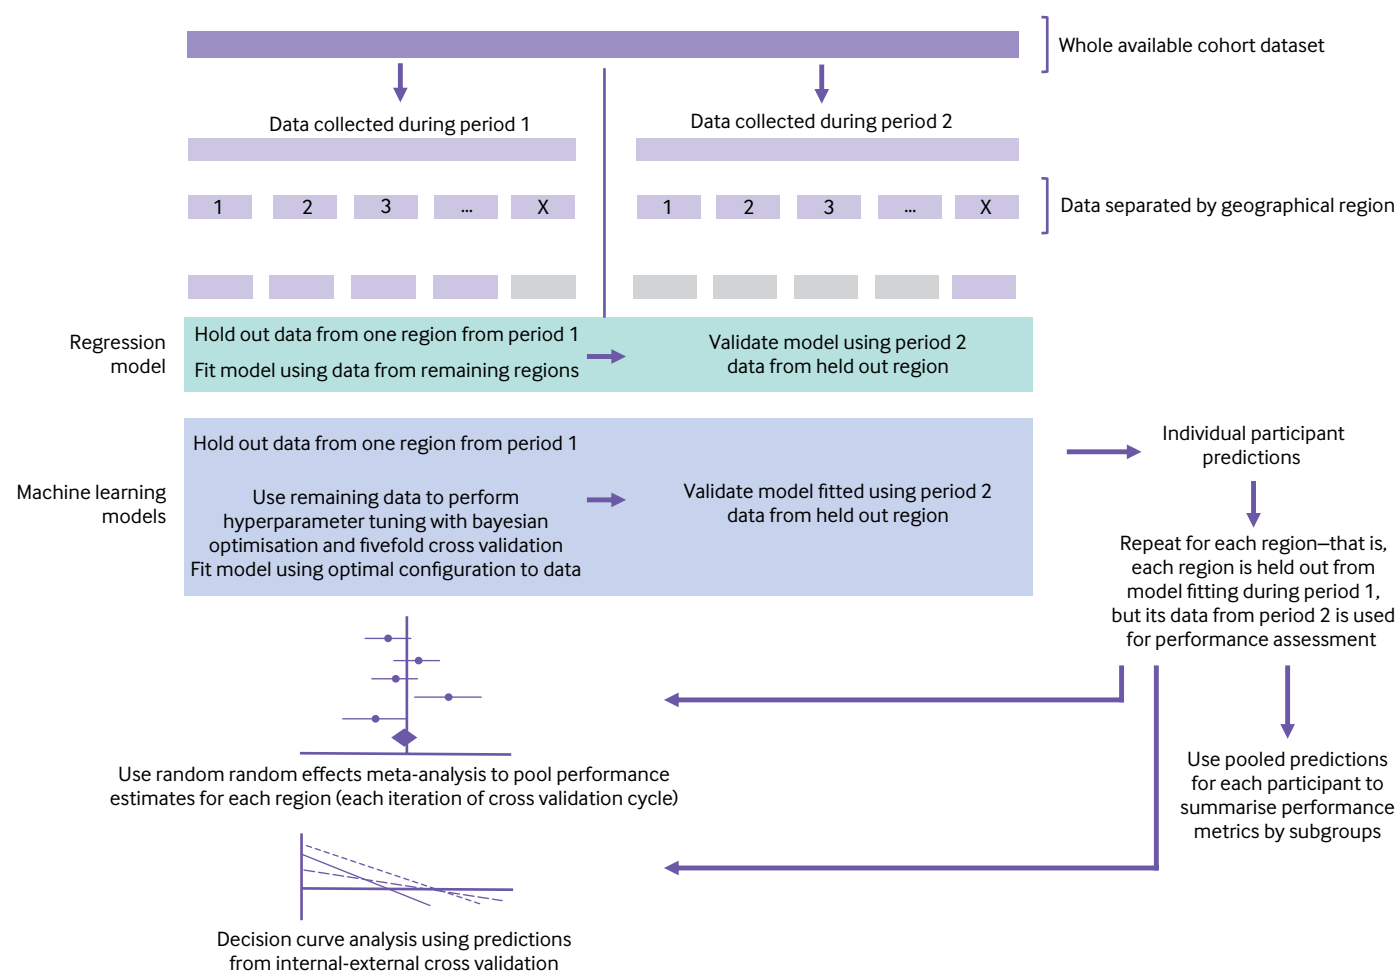 Whole available cohort dataset
Data collected during period 1
Data collected during period 2
1 2 3 ... X
1 2 3 ... X
Data separated by geographical region
Regression
model
Hold out data from one region from period 1
Fit model using data from remaining regions
Validate model using period 2
data from held out region
Machine learning
models
Hold out data from one region from period 1
Use remaining data to perform
hyperparameter tuning with bayesian
optimisation and fivefold cross validation
Fit model using optimal configuration to data
Validate model fitted using period 2
data from held out region
Individual participant
predictions
Repeat for each region—that is,
each region is held out from
model fitting during period 1,
but its data from period 2 is used
for performance assessment
Use random random effects meta-analysis to pool performance
estimates for each region (each iteration of cross validation cycle)
Use pooled predictions
for each participant to
summarise performance
metrics by subgroups
Decision curve analysis using predictions
from internal-external cross validation